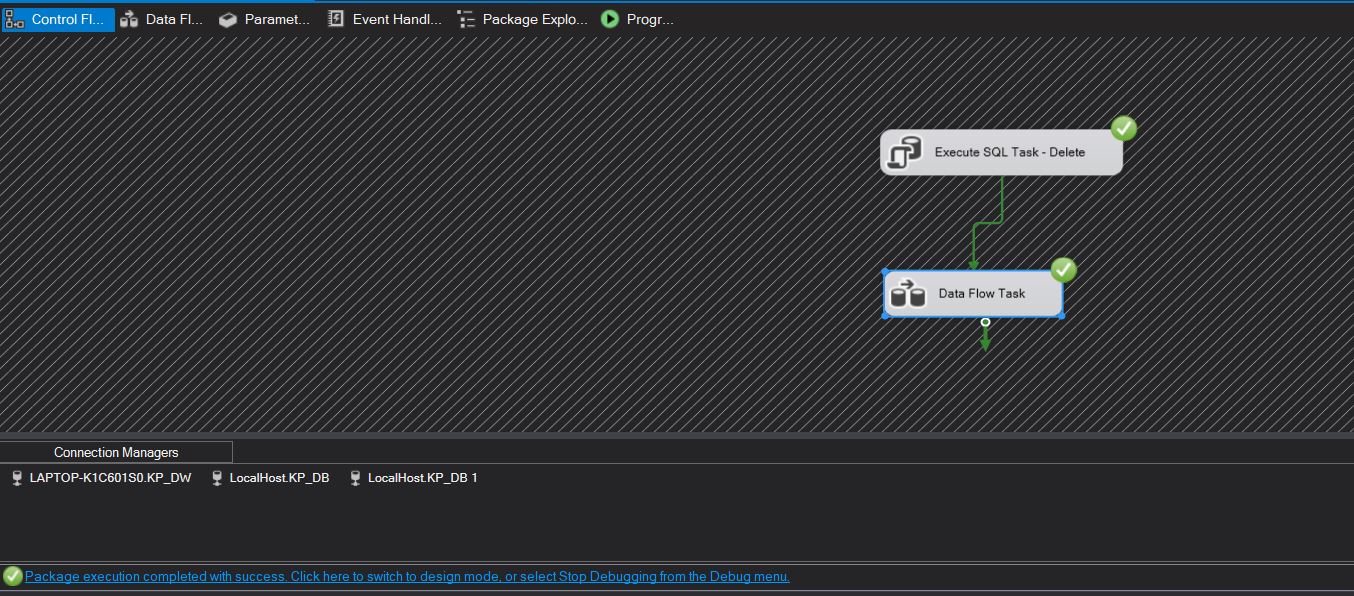 Control Fl... Data Fl... Paramet... Event Handl... Package Explo... Progr...
Execute SQL Task - Delete
Data Flow Task
Connection Managers
LAPTOP-K1C601S0.KP_DW LocalHost.KP_DB LocalHost.KP_DB 1
Package execution completed with success. Click here to switch to design mode, or select Stop Debugging from the Debug menu.